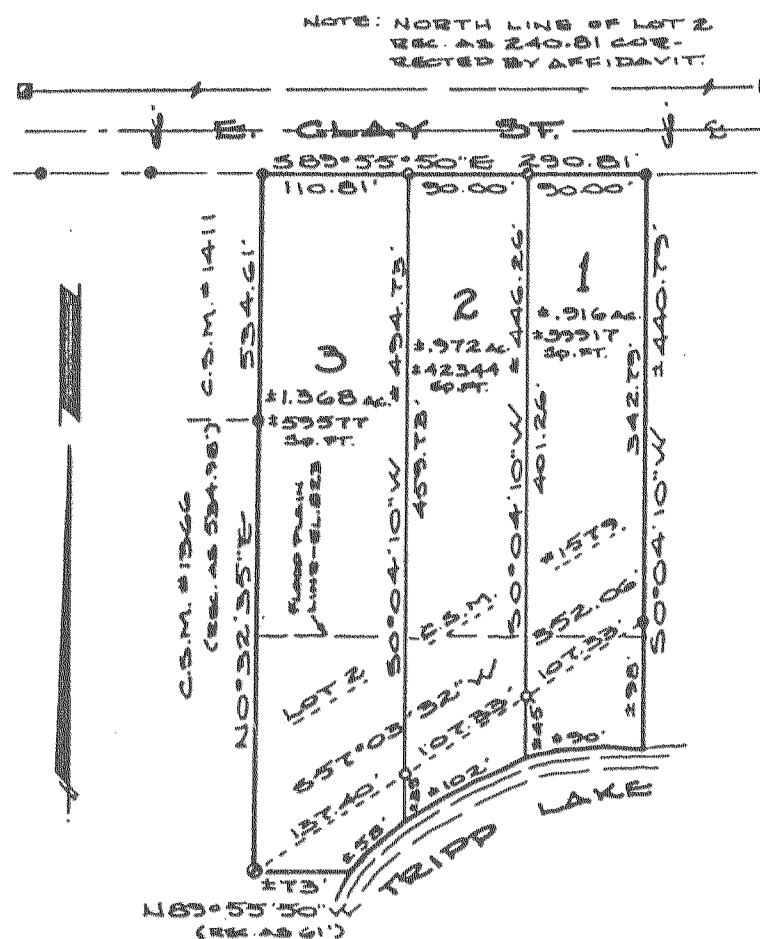 NOTE: NORTH LINE OF LOT 2
REC. AS 240.81 COR-
RECTED BY AFFIDAVIT.
E. CLAY ST.
S89°55'50"E 290.81'
110.81'
90.00'
90.00'
C.S.M. #1411
534.61'
3
±1.368 AC.
±59577
SQ. FT.
±494.73'
459.73'
S0°04'10"W
2
±.972 AC.
±42344
SQ. FT.
±446.26'
401.26'
S0°04'10"W
1
±.916 AC.
±39917
SQ. FT.
±440.79'
342.79'
S0°04'10"W
C.S.M. #1366
(REC. AS 534.98')
N0°32'35"E
FLOOD PLAIN
LINE-EL. 823
LOT 2
C.S.M.
#1579
S57°03'32"W
352.06'
137.40'
107.33'
107.33'
±98'
±45'
±35'
±90'
±102'
±58'
±73'
TRIPP LAKE
N89°55'50"W
(REC. AS 61')